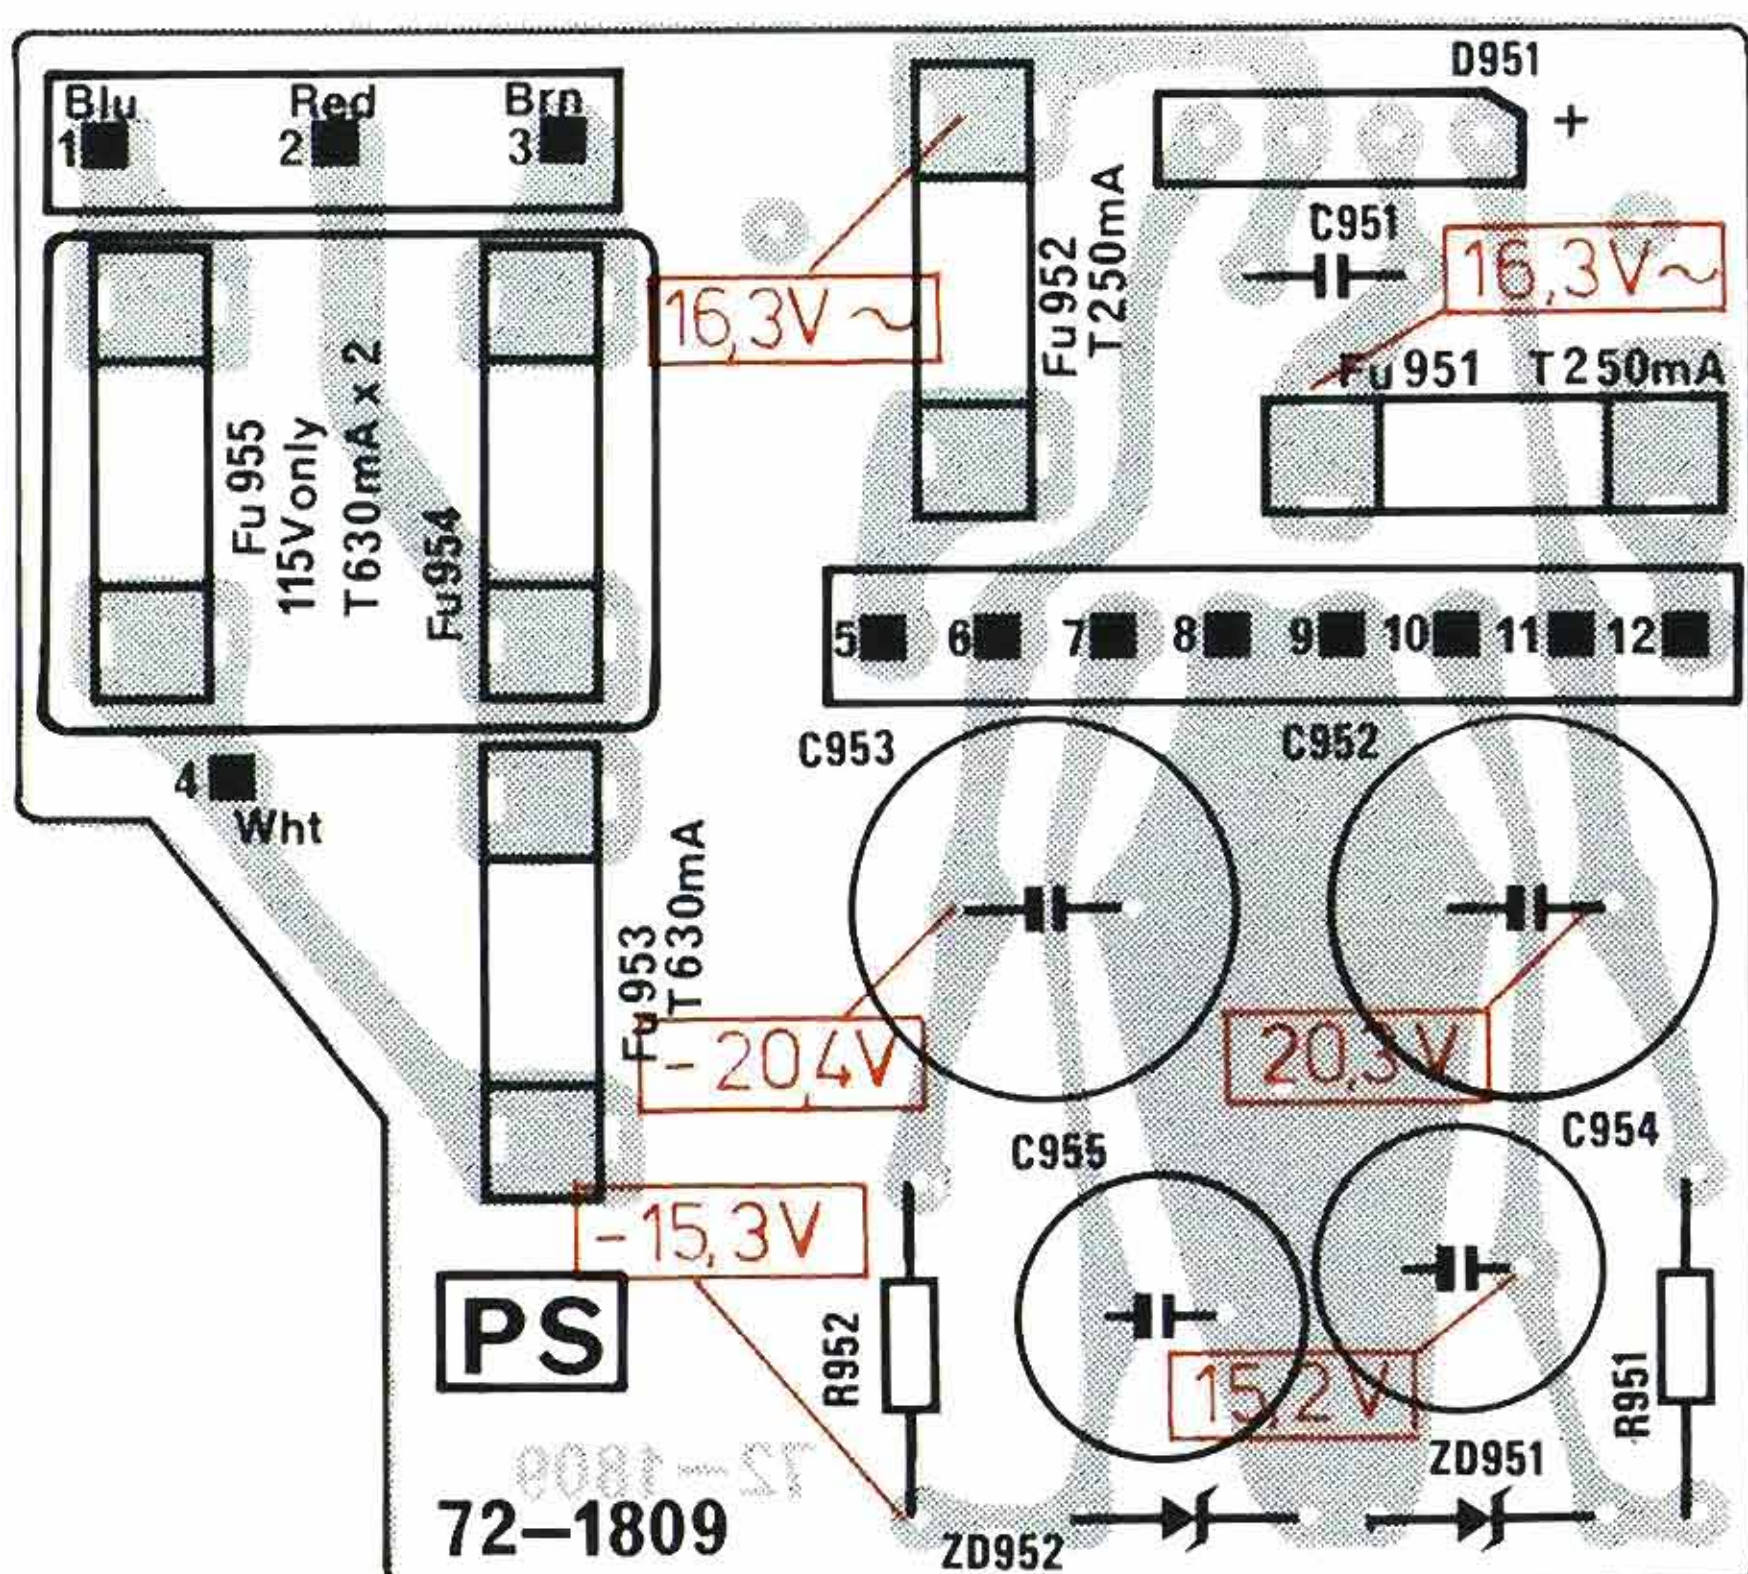 D951
Blu Red Brn
1 2 3
+
Fu952
T250mA
C951
16,3V~
16,3V~
Fu951 T250mA
Fu955
115Vonly
T630mA x 2
Fu954
5 6 7 8 9 10 11 12
C953
C952
4
Wht
Fu953
T630mA
-20,4V
20,3V
C955
C954
-15,3V
PS
R952
15,2V
R951
72-1809
ZD951
72–1809
ZD952